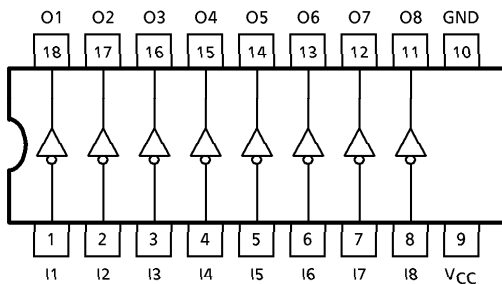 O1 O2 O3 O4 O5 O6 O7 O8 GND
18 17 16 15 14 13 12 11 10
1 2 3 4 5 6 7 8 9
I1 I2 I3 I4 I5 I6 I7 I8 VCC